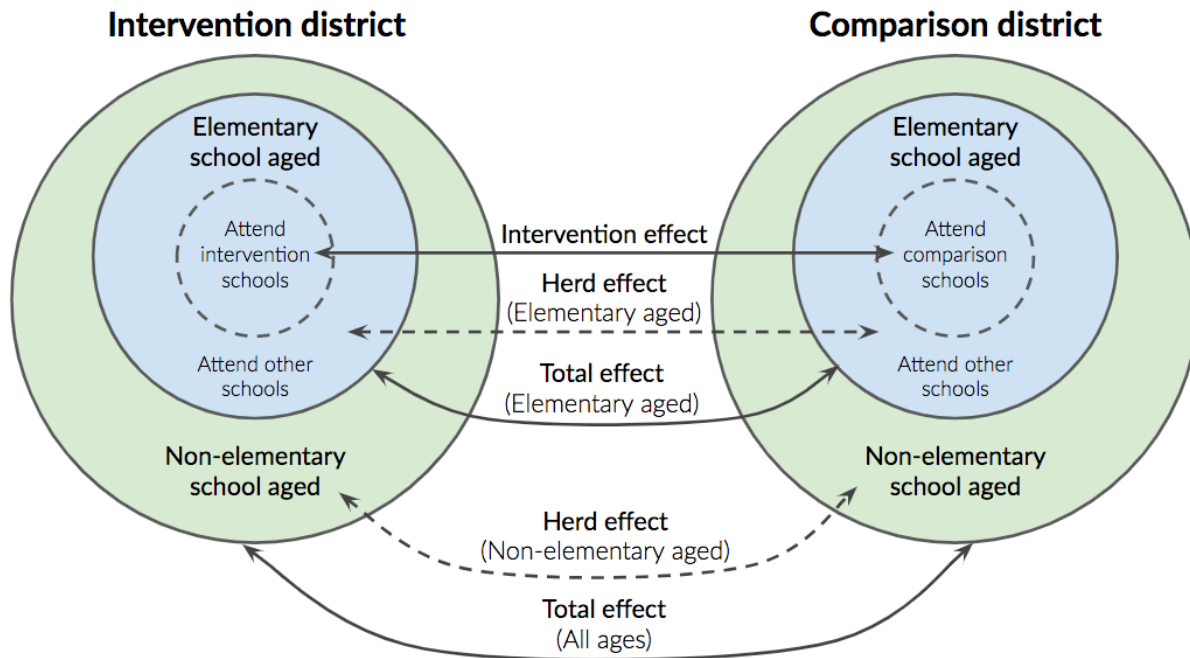 Intervention district
Comparison district
Elementary
school aged
Attend
intervention
schools
Attend other
schools
Non-elementary
school aged
Intervention effect
Herd effect
(Elementary aged)
Total effect
(Elementary aged)
Herd effect
(Non-elementary aged)
Total effect
(All ages)
Elementary
school aged
Attend
comparison
schools
Attend other
schools
Non-elementary
school aged